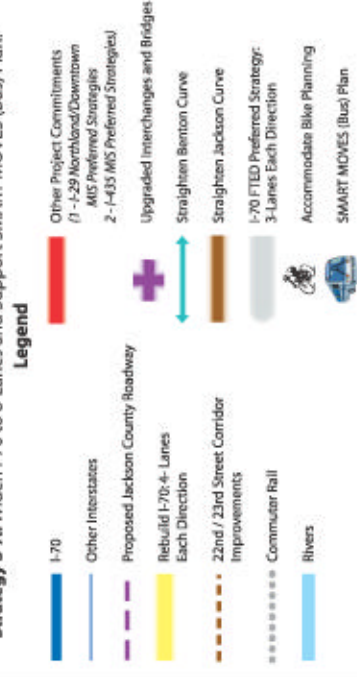 Legend
I-70
Other Interstates
Proposed Jackson County Roadway
Rebuild I-70: 4- Lanes
Each Direction
22nd / 23rd Street Corridor
Improvements
Commuter Rail
Rivers
Other Project Commitments
(1 - I-29 Northland/Downtown
MIS Preferred Stategies
2 - I-435 MIS Preferred Strategies)
Upgraded Interchanges and Bridges
Straighten Benton Curve
Straighten Jackson Curve
I-70 FTED Preferred Strategy:
3-Lanes Each Direction
Accommodate Bike Planning
SMART MOVES (Bus) Plan